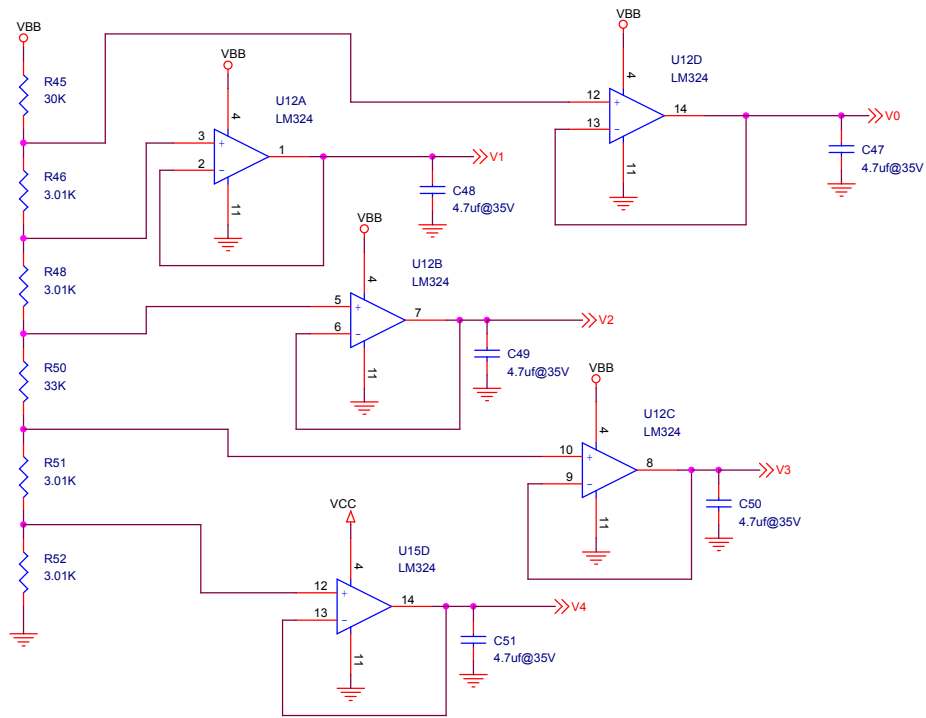 VBB
R45
30K
R46
3.01K
R48
3.01K
R50
33K
R51
3.01K
R52
3.01K
VBB
4
U12A
LM324
3
+
2
−
1
11
V1
C48
4.7uf@35V
VBB
4
U12D
LM324
12
+
13
−
14
11
V0
C47
4.7uf@35V
VBB
4
U12B
LM324
5
+
6
−
7
11
V2
C49
4.7uf@35V
VBB
4
U12C
LM324
10
+
9
−
8
11
V3
C50
4.7uf@35V
VCC
4
U15D
LM324
12
+
13
−
14
11
V4
C51
4.7uf@35V